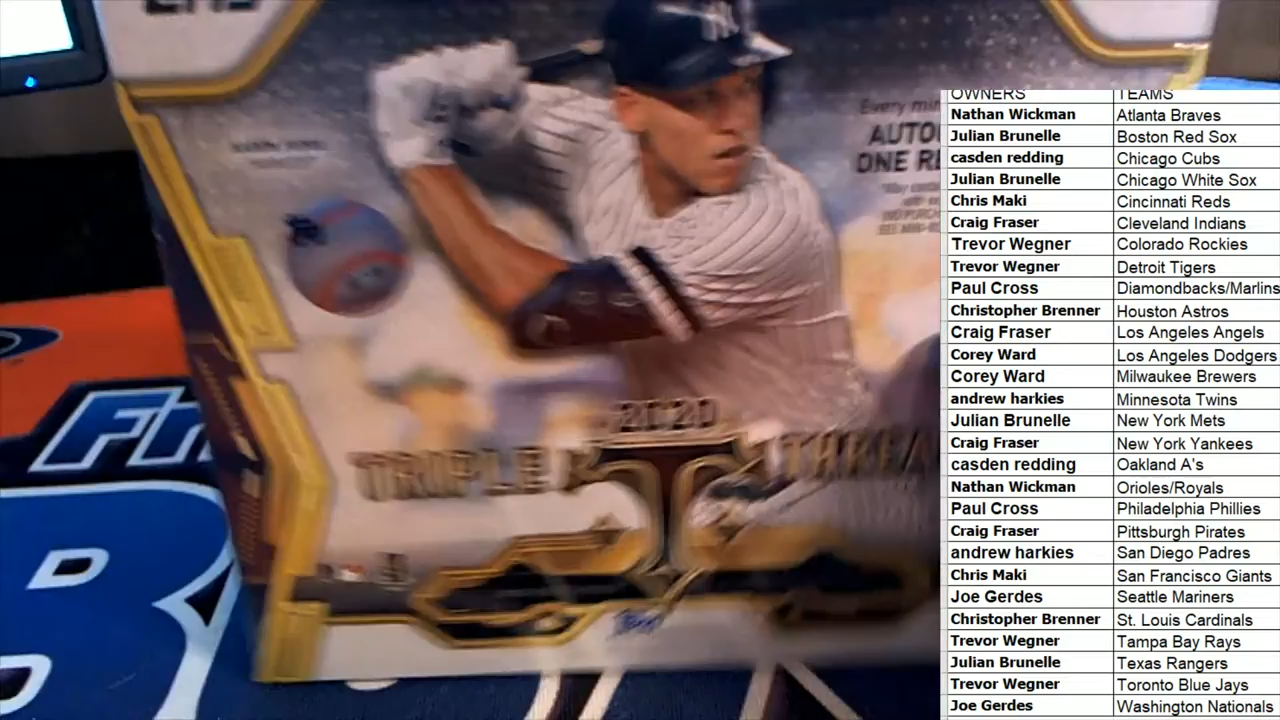 Every
AUTO
ONE RE
2020
TRIPLE THREA
OWNERS TEAMS
Nathan Wickman Atlanta Braves
Julian Brunelle Boston Red Sox
casden redding Chicago Cubs
Julian Brunelle Chicago White Sox
Chris Maki Cincinnati Reds
Craig Fraser Cleveland Indians
Trevor Wegner Colorado Rockies
Trevor Wegner Detroit Tigers
Paul Cross Diamondbacks/Marlins
Christopher Brenner Houston Astros
Craig Fraser Los Angeles Angels
Corey Ward Los Angeles Dodgers
Corey Ward Milwaukee Brewers
andrew harkies Minnesota Twins
Julian Brunelle New York Mets
Craig Fraser New York Yankees
casden redding Oakland A's
Nathan Wickman Orioles/Royals
Paul Cross Philadelphia Phillies
Craig Fraser Pittsburgh Pirates
andrew harkies San Diego Padres
Chris Maki San Francisco Giants
Joe Gerdes Seattle Mariners
Christopher Brenner St. Louis Cardinals
Trevor Wegner Tampa Bay Rays
Julian Brunelle Texas Rangers
Trevor Wegner Toronto Blue Jays
Joe Gerdes Washington Nationals